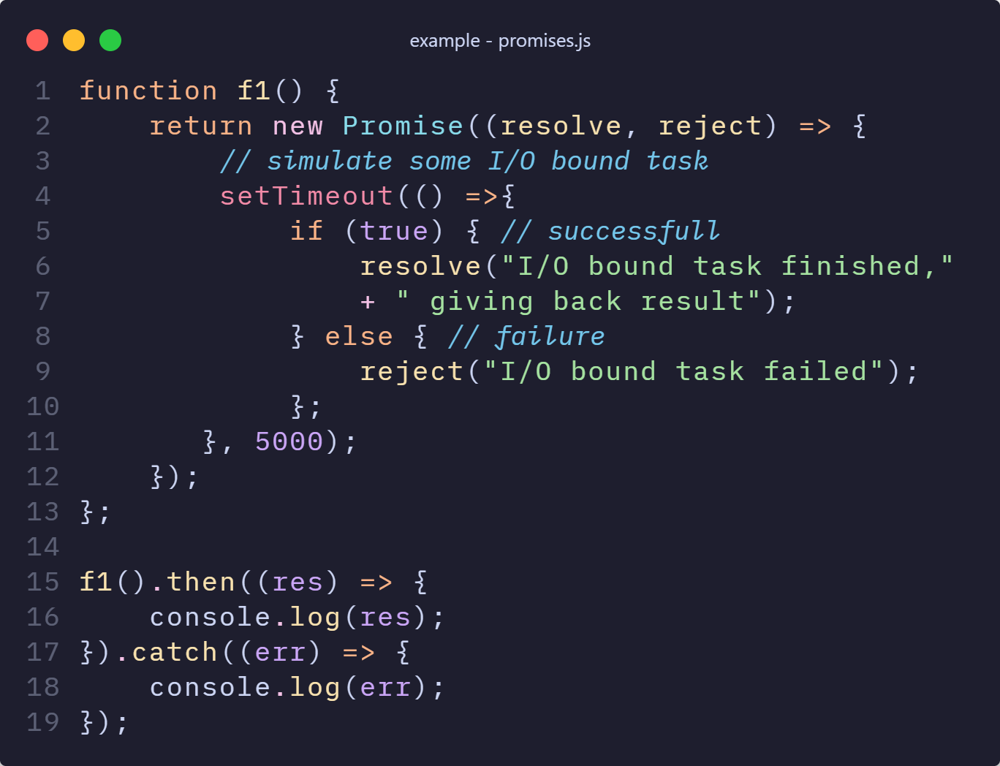 example - promises.js
1 function f1() {
2     return new Promise((resolve, reject) => {
3         // simulate some I/O bound task
4         setTimeout(() =>{
5             if (true) { // successfull
6                 resolve("I/O bound task finished,"
7                 + " giving back result");
8             } else { // failure
9                 reject("I/O bound task failed");
10             };
11        }, 5000);
12     });
13 };
14
15 f1().then((res) => {
16     console.log(res);
17 }).catch((err) => {
18     console.log(err);
19 });